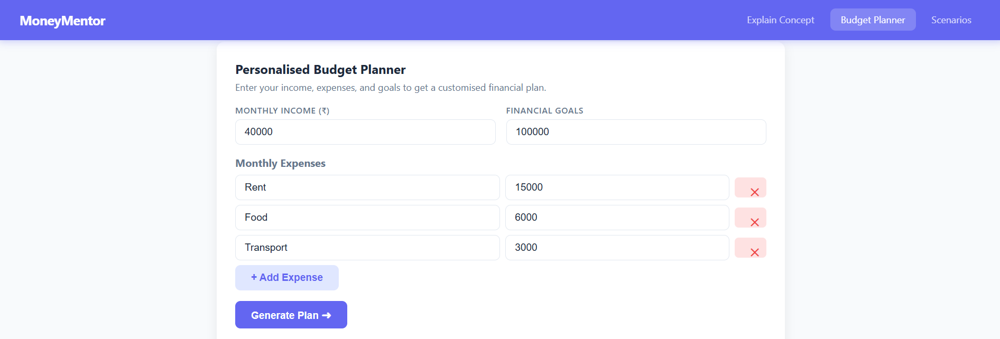 MoneyMentor
Explain Concept
Budget Planner
Scenarios
Personalised Budget Planner
Enter your income, expenses, and goals to get a customised financial plan.
MONTHLY INCOME (₹)
FINANCIAL GOALS
40000
100000
Monthly Expenses
Rent
15000
Food
6000
Transport
3000
+ Add Expense
Generate Plan ➜